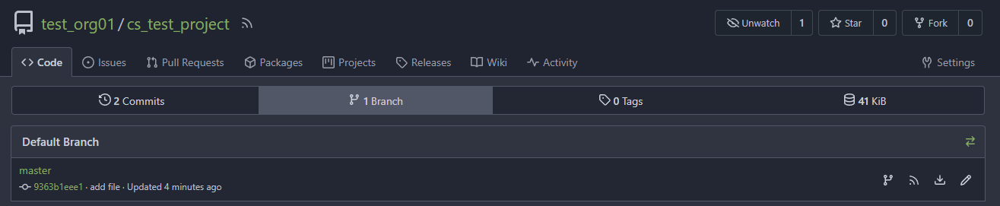 test_org01 / cs_test_project
Unwatch 1 Star 0 Fork 0
Code Issues Pull Requests Packages Projects Releases Wiki Activity Settings
2 Commits 1 Branch 0 Tags 41 KiB
Default Branch
master
9363b1eee1 · add file · Updated 4 minutes ago